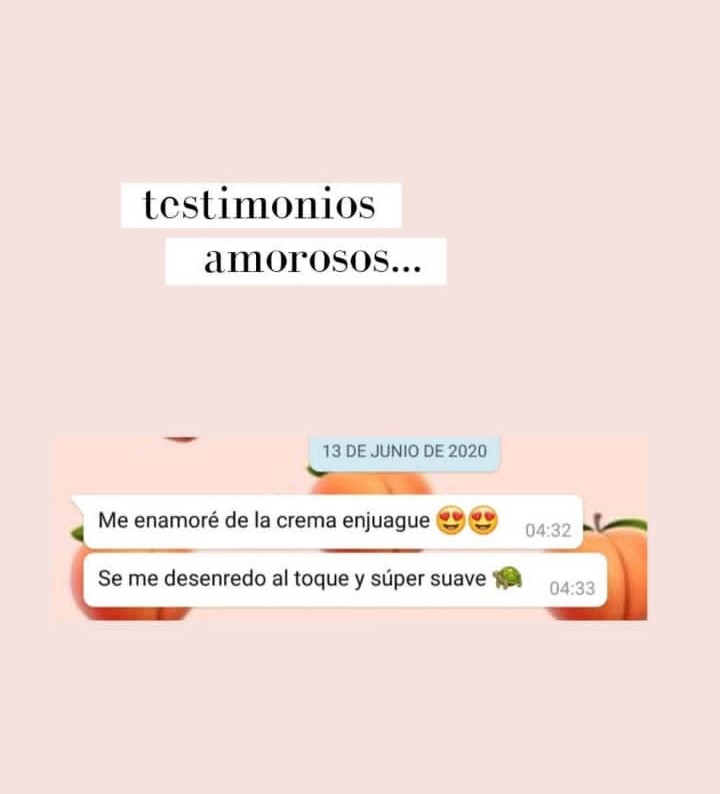 testimonios
amorosos...
13 DE JUNIO DE 2020
Me enamoré de la crema enjuague 😍😍 04:32
Se me desenredo al toque y súper suave 🐢 04:33